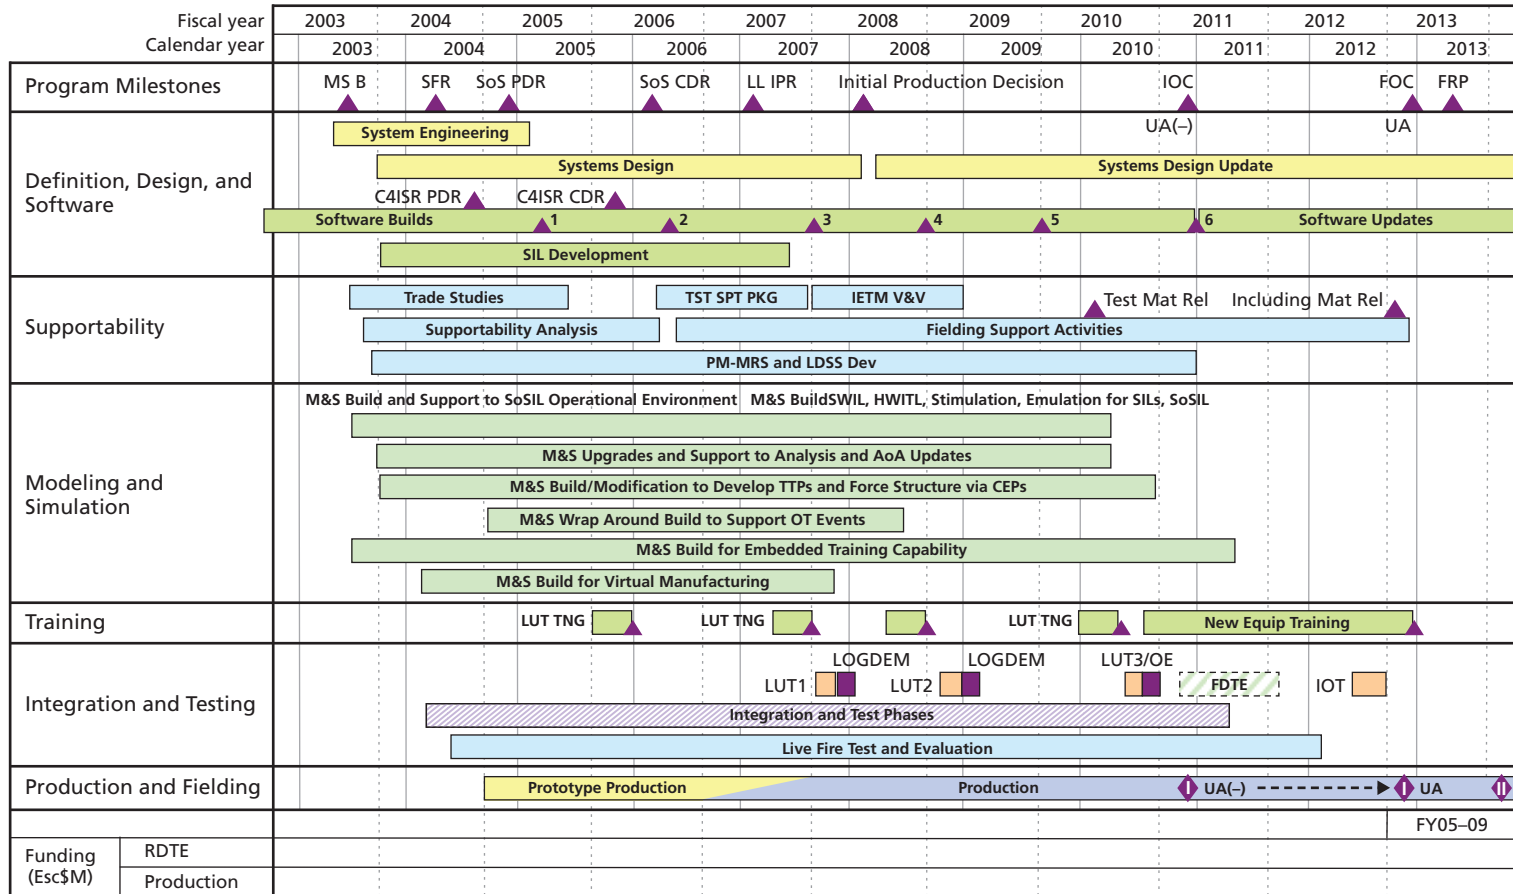 Fiscal year 2003 2004 2005 2006 2007 2008 2009 2010 2011 2012 2013
Calendar year 2003 2004 2005 2006 2007 2008 2009 2010 2011 2012 2013
Program Milestones
MS B SFR SoS PDR SoS CDR LL IPR Initial Production Decision IOC FOC FRP
UA(–) UA
Definition, Design, and
Software
System Engineering
Systems Design Systems Design Update
C4ISR PDR C4ISR CDR
Software Builds 1 2 3 4 5 6 Software Updates
SIL Development
Supportability
Trade Studies TST SPT PKG IETM V&V Test Mat Rel Including Mat Rel
Supportability Analysis Fielding Support Activities
PM-MRS and LDSS Dev
Modeling and
Simulation
M&S Build and Support to SoSIL Operational Environment M&S BuildSWIL, HWITL, Stimulation, Emulation for SILs, SoSIL
M&S Upgrades and Support to Analysis and AoA Updates
M&S Build/Modification to Develop TTPs and Force Structure via CEPs
M&S Wrap Around Build to Support OT Events
M&S Build for Embedded Training Capability
M&S Build for Virtual Manufacturing
Training
LUT TNG LUT TNG LUT TNG New Equip Training
Integration and Testing
LOGDEM LOGDEM LUT3/OE
LUT1 LUT2 FDTE IOT
Integration and Test Phases
Live Fire Test and Evaluation
Production and Fielding
Prototype Production Production I UA(–) I UA II
FY05–09
Funding
(Esc$M)
RDTE
Production